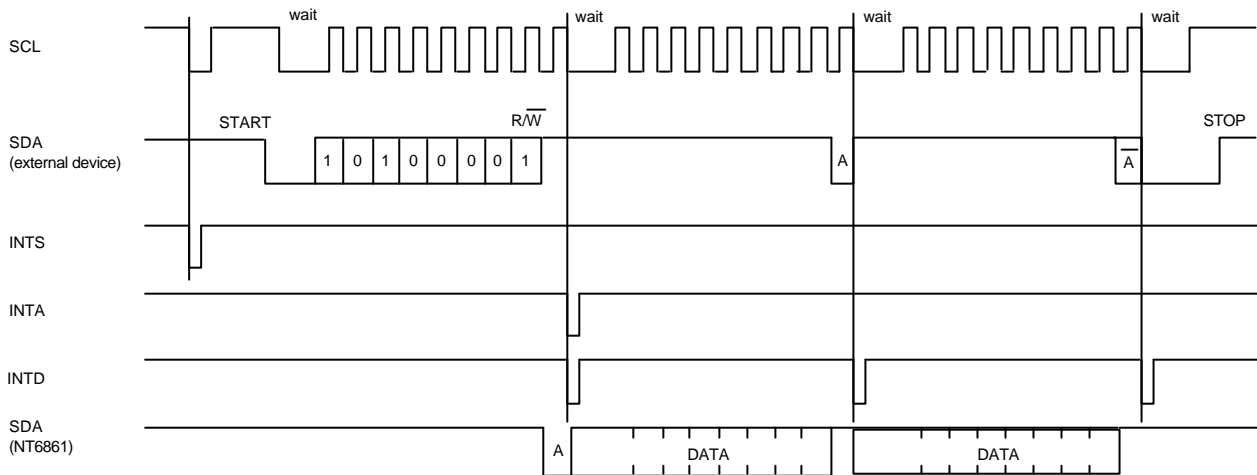 wait wait wait wait
SCL
START R/W̅ STOP
SDA
(external device)
1 0 1 0 0 0 0 1 A A̅
INTS
INTA
INTD
SDA
(NT6861)
A DATA DATA